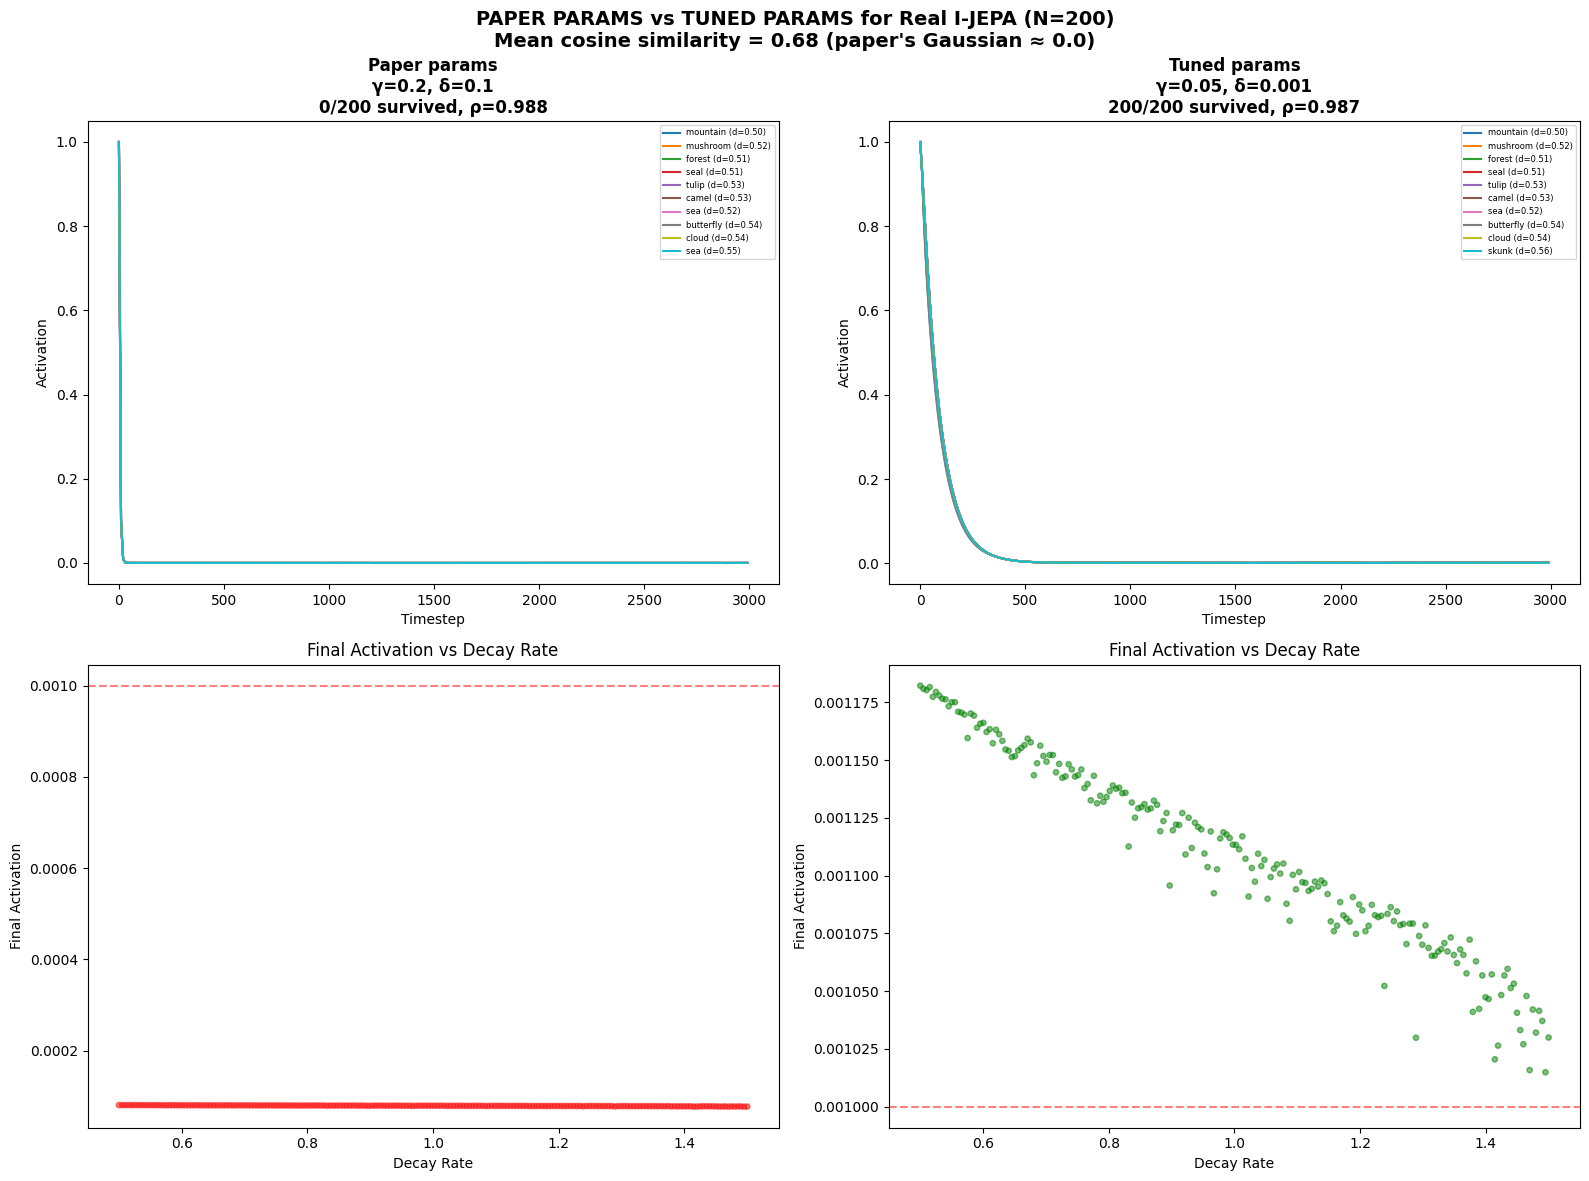 PAPER PARAMS vs TUNED PARAMS for Real I-JEPA (N=200)
Mean cosine similarity = 0.68 (paper's Gaussian ≈ 0.0)
Paper params
γ=0.2, δ=0.1
0/200 survived, ρ=0.988
1.0
0.8
0.6
0.4
0.2
0.0
Activation
0
500
1000
1500
2000
2500
3000
Timestep
mountain (d=0.50)
mushroom (d=0.52)
forest (d=0.51)
seal (d=0.51)
tulip (d=0.53)
camel (d=0.53)
sea (d=0.52)
butterfly (d=0.54)
cloud (d=0.54)
sea (d=0.55)
Tuned params
γ=0.05, δ=0.001
200/200 survived, ρ=0.987
1.0
0.8
0.6
0.4
0.2
0.0
Activation
0
500
1000
1500
2000
2500
3000
Timestep
mountain (d=0.50)
mushroom (d=0.52)
forest (d=0.51)
seal (d=0.51)
tulip (d=0.53)
camel (d=0.53)
sea (d=0.52)
butterfly (d=0.54)
cloud (d=0.54)
skunk (d=0.56)
Final Activation vs Decay Rate
0.0010
0.0008
0.0006
0.0004
0.0002
Final Activation
0.6
0.8
1.0
1.2
1.4
Decay Rate
Final Activation vs Decay Rate
0.001175
0.001150
0.001125
0.001100
0.001075
0.001050
0.001025
0.001000
Final Activation
0.6
0.8
1.0
1.2
1.4
Decay Rate